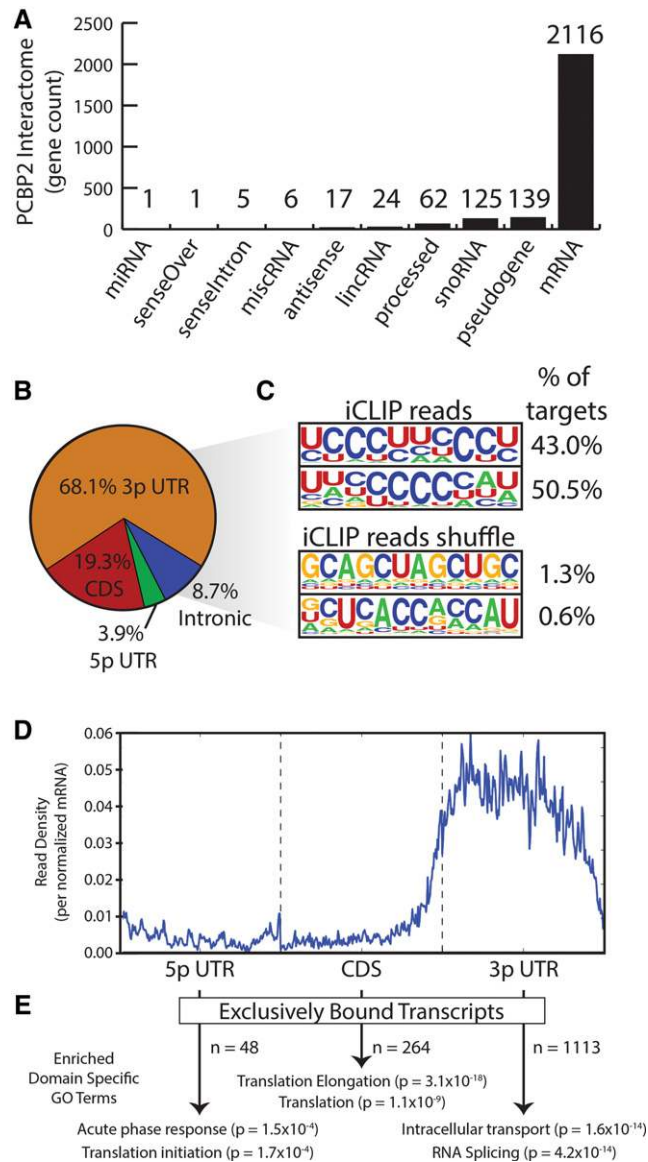 A
PCBP2 Interactome
(gene count)
2500
2000
1500
1000
500
0
1 1 5 6 17 24 62 125 139 2116
miRNA
senseOver
senseIntron
miscRNA
antisense
lincRNA
processed
snoRNA
pseudogene
mRNA
B
68.1% 3p UTR
19.3%
CDS
3.9%
5p UTR
8.7%
Intronic
C
% of
targets
iCLIP reads
UCCCUUCCCU
43.0%
UUCCCCCCAU
50.5%
iCLIP reads shuffle
GCAGCUAGCUGC
1.3%
GCUCACCACCAU
0.6%
D
Read Density
(per normalized mRNA)
0.06
0.05
0.04
0.03
0.02
0.01
0.00
5p UTR CDS 3p UTR
E
Exclusively Bound Transcripts
n = 48 n = 264 n = 1113
Enriched
Domain Specific
GO Terms
Translation Elongation (p = 3.1x10⁻¹⁸)
Translation (p = 1.1x10⁻⁹)
Acute phase response (p = 1.5x10⁻⁴)
Translation initiation (p = 1.7x10⁻⁴)
Intracellular transport (p = 1.6x10⁻¹⁴)
RNA Splicing (p = 4.2x10⁻¹⁴)